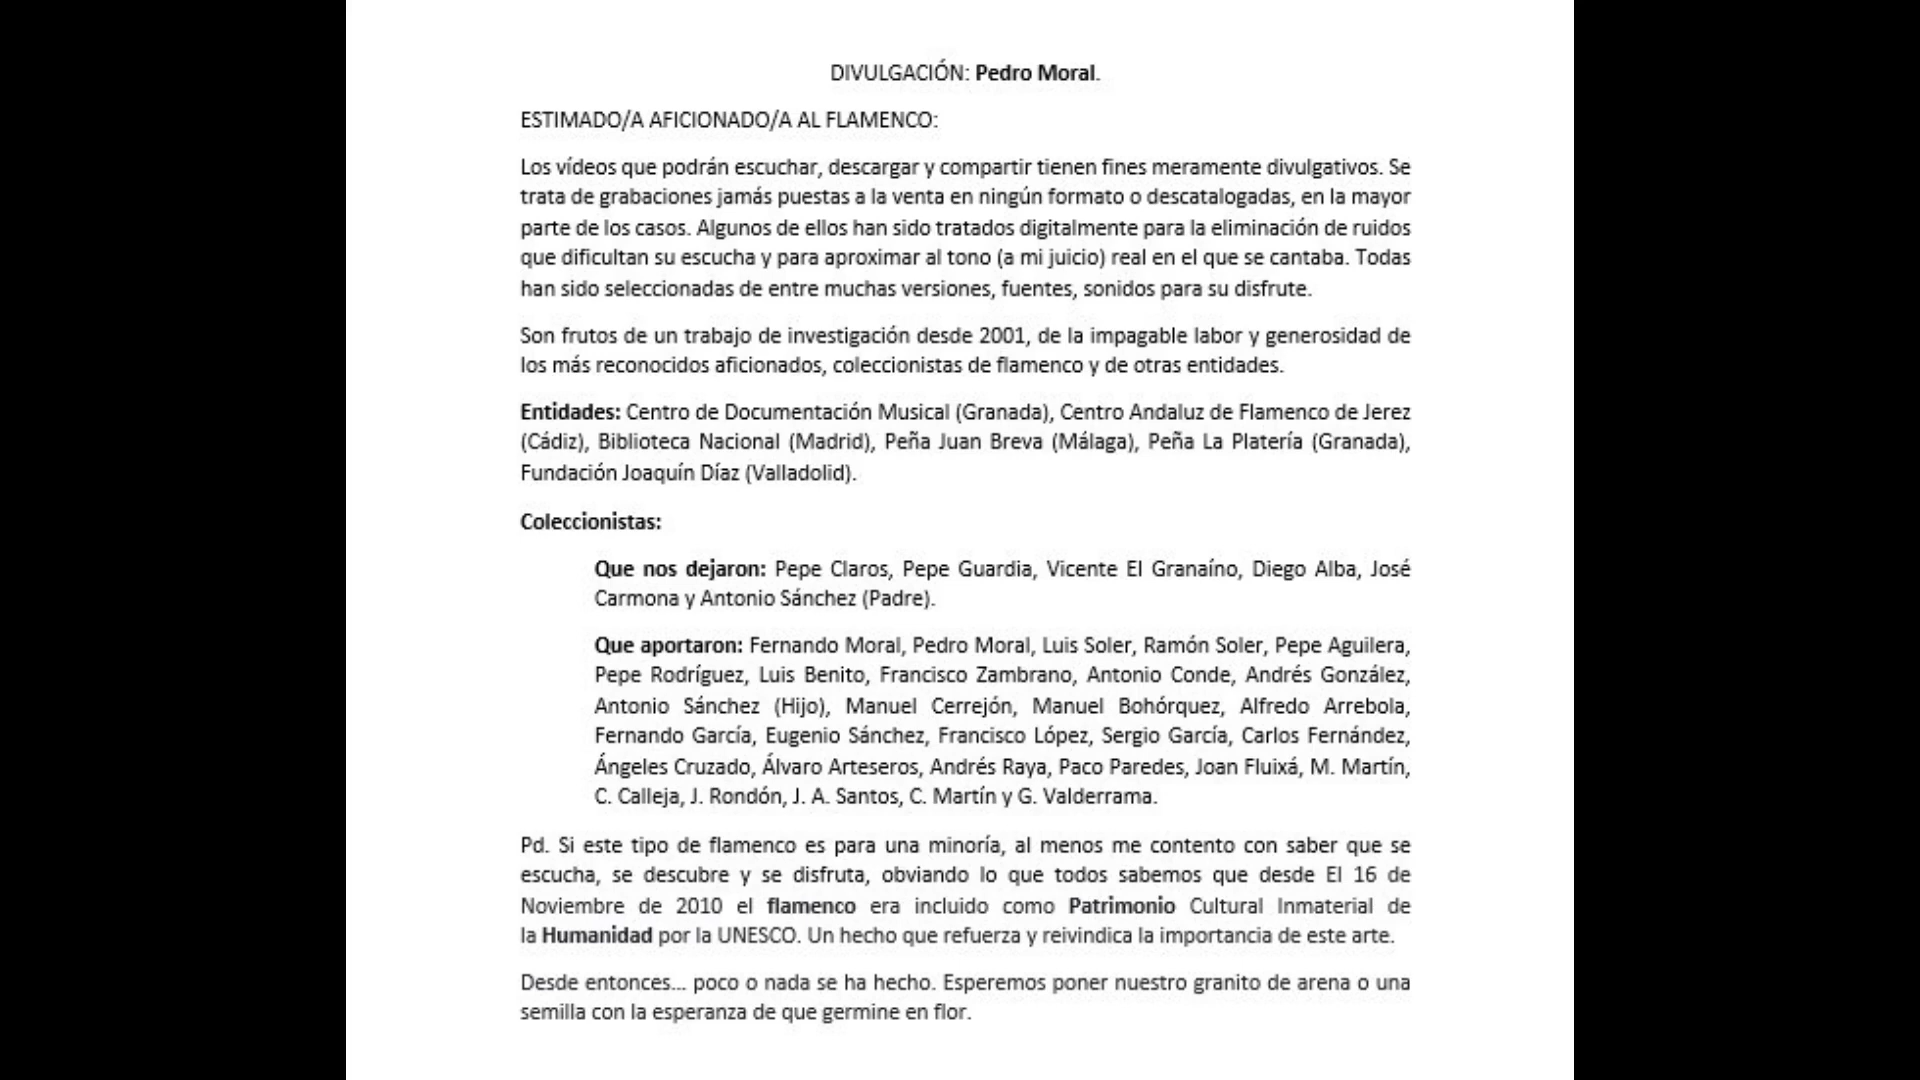 DIVULGACIÓN: Pedro Moral.
ESTIMADO/A AFICIONADO/A AL FLAMENCO:
Los vídeos que podrán escuchar, descargar y compartir tienen fines meramente divulgativos. Se
trata de grabaciones jamás puestas a la venta en ningún formato o descatalogadas, en la mayor
parte de los casos. Algunos de ellos han sido tratados digitalmente para la eliminación de ruidos
que dificultan su escucha y para aproximar al tono (a mi juicio) real en el que se cantaba. Todas
han sido seleccionadas de entre muchas versiones, fuentes, sonidos para su disfrute.
Son frutos de un trabajo de investigación desde 2001, de la impagable labor y generosidad de
los más reconocidos aficionados, coleccionistas de flamenco y de otras entidades.
Entidades: Centro de Documentación Musical (Granada), Centro Andaluz de Flamenco de Jerez
(Cádiz), Biblioteca Nacional (Madrid), Peña Juan Breva (Málaga), Peña La Platería (Granada),
Fundación Joaquín Díaz (Valladolid).
Coleccionistas:
Que nos dejaron: Pepe Claros, Pepe Guardia, Vicente El Granaíno, Diego Alba, José
Carmona y Antonio Sánchez (Padre).
Que aportaron: Fernando Moral, Pedro Moral, Luis Soler, Ramón Soler, Pepe Aguilera,
Pepe Rodríguez, Luis Benito, Francisco Zambrano, Antonio Conde, Andrés González,
Antonio Sánchez (Hijo), Manuel Cerrejón, Manuel Bohórquez, Alfredo Arrebola,
Fernando García, Eugenio Sánchez, Francisco López, Sergio García, Carlos Fernández,
Ángeles Cruzado, Álvaro Arteseros, Andrés Raya, Paco Paredes, Joan Fluixá, M. Martín,
C. Calleja, J. Rondón, J. A. Santos, C. Martín y G. Valderrama.
Pd. Si este tipo de flamenco es para una minoría, al menos me contento con saber que se
escucha, se descubre y se disfruta, obviando lo que todos sabemos que desde El 16 de
Noviembre de 2010 el flamenco era incluido como Patrimonio Cultural Inmaterial de
la Humanidad por la UNESCO. Un hecho que refuerza y reivindica la importancia de este arte.
Desde entonces... poco o nada se ha hecho. Esperemos poner nuestro granito de arena o una
semilla con la esperanza de que germine en flor.